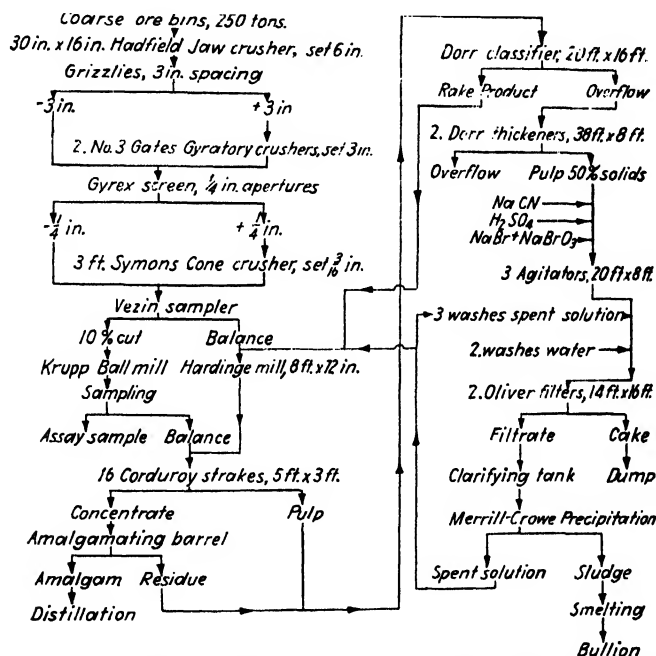 Coarse ore bins, 250 tons.
30 in. x 16 in. Hadfield Jaw crusher, set 6 in.
Grizzlies, 3 in. spacing
-3 in.
+3 in
2. No. 3 Gates Gyratory crushers, set 3 in.
Gyrex screen, 1/4 in. apertures
-1/4 in.
+1/4 in.
3 ft. Symons Cone crusher, set 3/16 in.
Vezin sampler
10% cut
Balance
Krupp Ball mill
Hardinge mill, 8 ft. x 12 in.
Sampling
Assay sample
Balance
16 Corduroy strakes, 5 ft. x 3 ft.
Concentrate
Pulp
Amalgamating barrel
Amalgam
Residue
Distillation
Dorr classifier, 20 ft. x 16 ft.
Rake Product
Overflow
2. Dorr thickeners, 38 ft. x 8 ft.
Overflow
Pulp 50% solids
NaCN
H2SO4
NaBr+NaBrO3
3 Agitators, 20 ft x 8 ft.
3 washes spent solution
2. washes water
2. Oliver filters, 14 ft. x 16 ft.
Filtrate
Cake
Clarifying tank
Dump
Merrill-Crowe Precipitation
Spent solution
Sludge
Smelting
Bullion